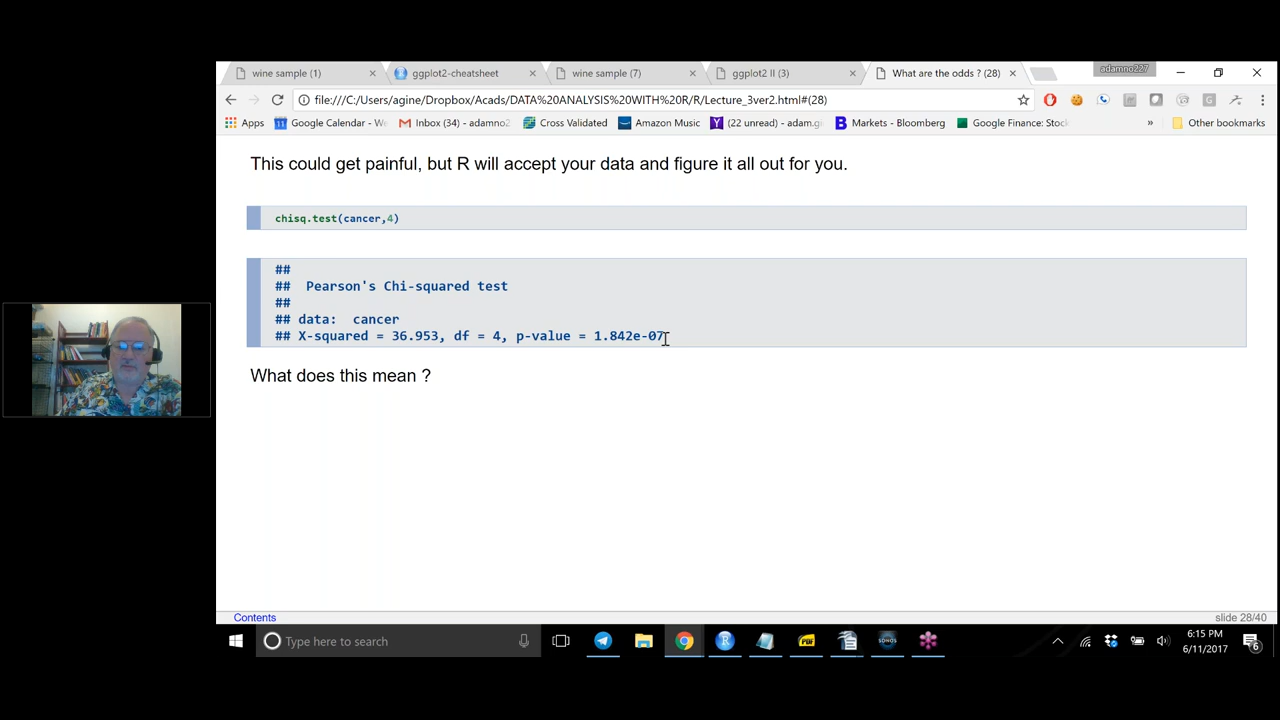 adamno227
wine sample (1)
ggplot2-cheatsheet
wine sample (7)
ggplot2 II (3)
What are the odds ? (28)
file:///C:/Users/agine/Dropbox/Acads/DATA%20ANALYSIS%20WITH%20R/R/Lecture_3ver2.html#(28)
Apps
Google Calendar - We
Inbox (34) - adamno2
Cross Validated
Amazon Music
(22 unread) - adam.g
Markets - Bloomberg
Google Finance: Stock
»
Other bookmarks
This could get painful, but R will accept your data and figure it all out for you.
chisq.test(cancer,4)
##
## Pearson's Chi-squared test
##
## data: cancer
## X-squared = 36.953, df = 4, p-value = 1.842e-07
What does this mean ?
Contents
slide 28/40
Type here to search
PDF
SONOS
6:15 PM
6/11/2017
6